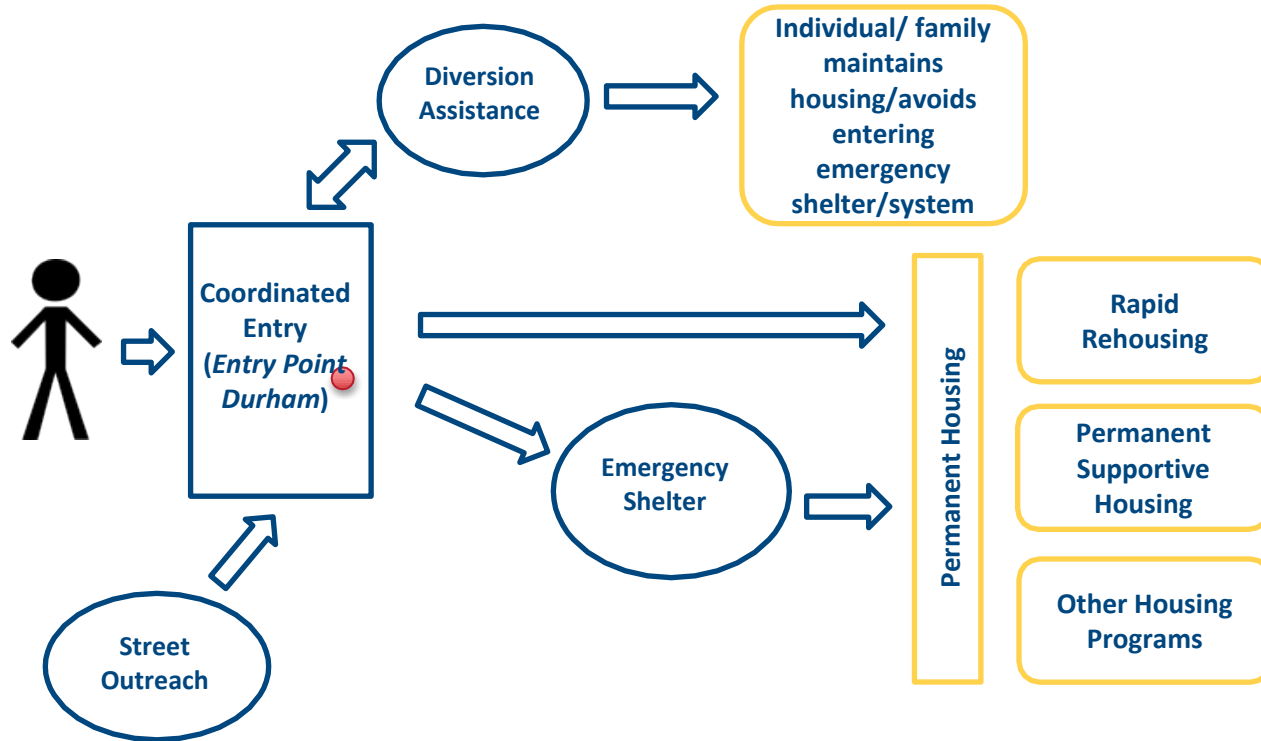 Diversion
Assistance
Individual/ family
maintains
housing/avoids
entering
emergency
shelter/system
Coordinated
Entry
(Entry Point
Durham)
Emergency
Shelter
Street
Outreach
Permanent Housing
Rapid
Rehousing
Permanent
Supportive
Housing
Other Housing
Programs